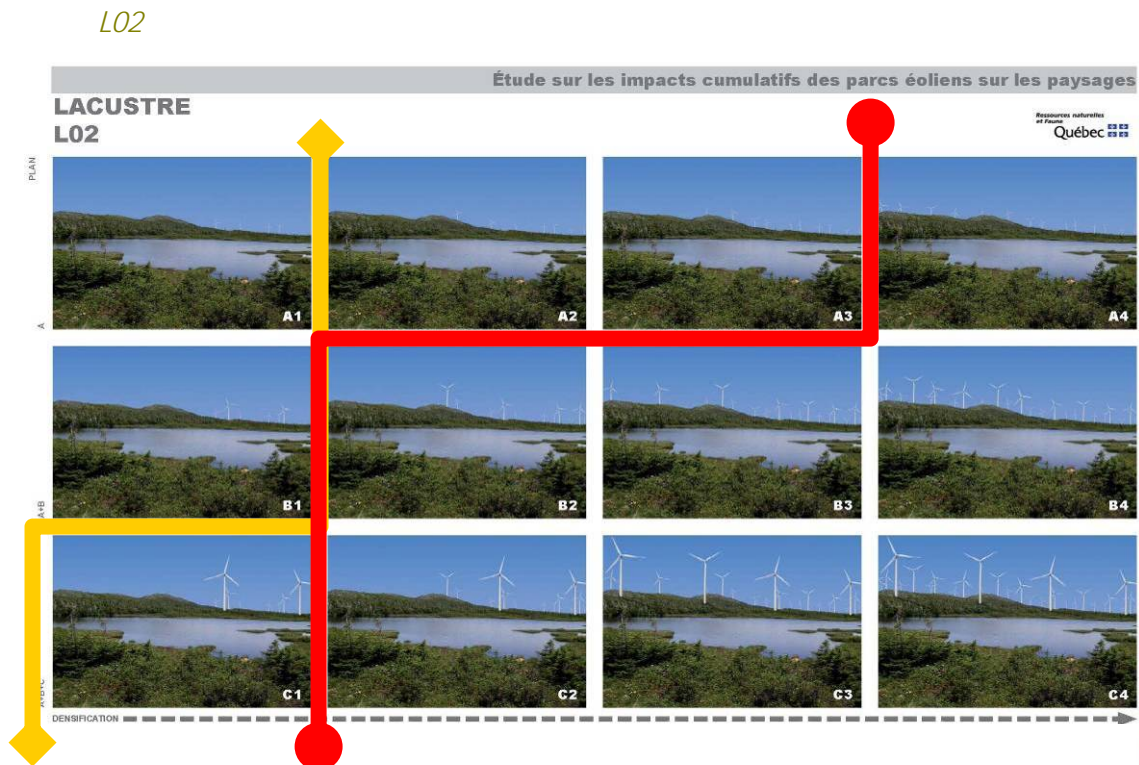 L02
Étude sur les impacts cumulatifs des parcs éoliens sur les paysages
LACUSTRE
L02
Ressources naturelles
et Faune
Québec
PLAN
A
A1
A2
A3
A4
A+B
B1
B2
B3
B4
A+B+C
C1
C2
C3
C4
DENSIFICATION